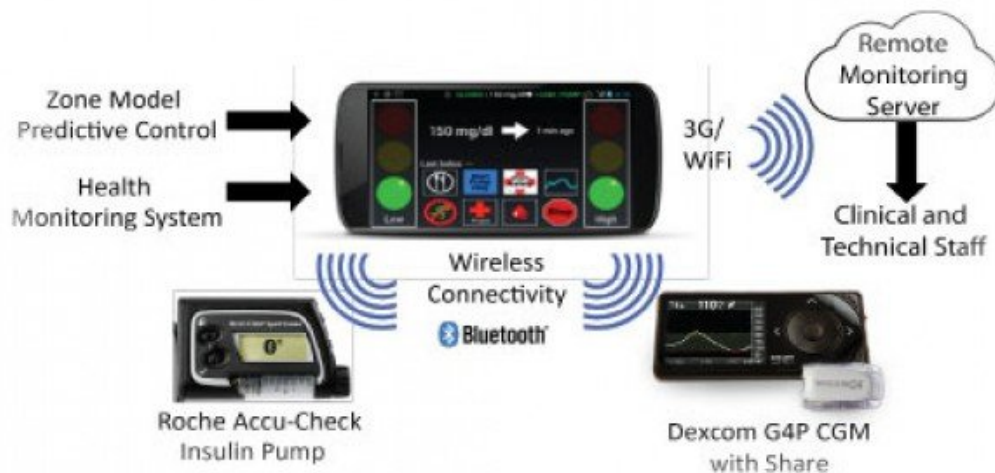 Zone Model
Predictive Control
Health
Monitoring System
150 mg/dl
Low
High
3G/
WiFi
Remote
Monitoring
Server
Clinical and
Technical Staff
Wireless
Connectivity
Bluetooth
Roche Accu-Check
Insulin Pump
Dexcom G4P CGM
with Share